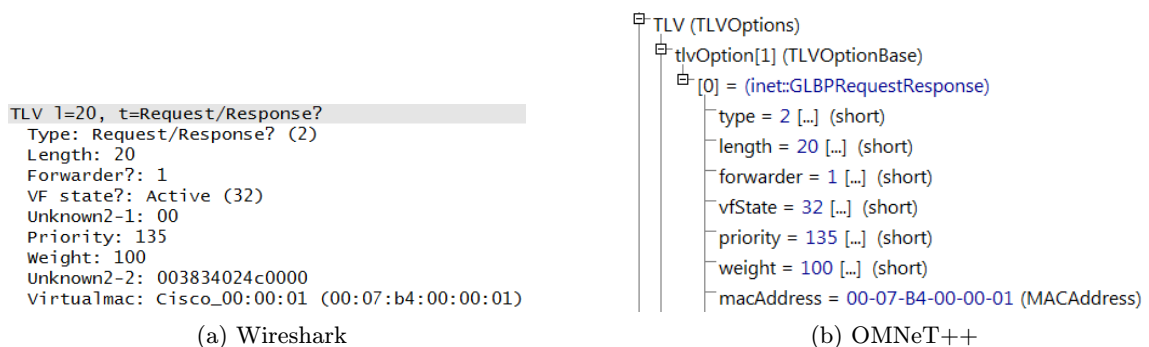 TLV l=20, t=Request/Response?
Type: Request/Response? (2)
Length: 20
Forwarder?: 1
VF state?: Active (32)
Unknown2-1: 00
Priority: 135
Weight: 100
Unknown2-2: 003834024c0000
Virtualmac: Cisco_00:00:01 (00:07:b4:00:00:01)
(a) Wireshark
TLV (TLVOptions)
tlvOption[1] (TLVOptionBase)
[0] = (inet::GLBPRequestResponse)
type = 2 [...] (short)
length = 20 [...] (short)
forwarder = 1 [...] (short)
vfState = 32 [...] (short)
priority = 135 [...] (short)
weight = 100 [...] (short)
macAddress = 00-07-B4-00-00-01 (MACAddress)
(b) OMNeT++